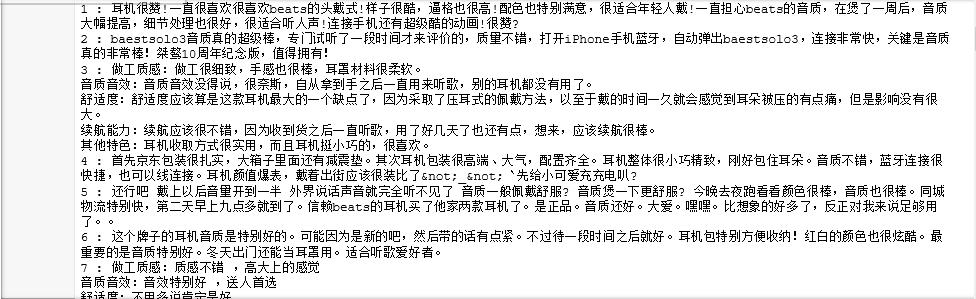 1 : 耳机很赞!一直很喜欢很喜欢beats的头戴式!样子很酷，逼格也很高!配色也特别满意，很适合年轻人戴!一直担心beats的音质，在煲了一周后，音质
大幅提高，细节处理也很好，很适合听人声!连接手机还有超级酷的动画!很赞?
2 : baestsolo3音质真的超级棒，专门试听了一段时间才来评价的，质量不错，打开iPhone手机蓝牙，自动弹出baestsolo3，连接非常快，关键是音质
真的非常棒! 桀骜10周年纪念版，值得拥有!
3 : 做工质感：做工很细致，手感也很棒，耳罩材料很柔软。
音质音效：音质音效没得说，很奈斯，自从拿到手之后一直用来听歌，别的耳机都没有用了。
舒适度：舒适度应该算是这款耳机最大的一个缺点了，因为采取了压耳式的佩戴方法，以至于戴的时间一久就会感觉到耳朵被压的有点痛，但是影响没有很
大。
续航能力：续航应该很不错，因为收到货之后一直听歌，用了好几天了也还有点，想来，应该续航很棒。
其他特色：耳机收取方式很实用，而且耳机挺小巧的，很喜欢。
4 : 首先京东包装很扎实，大箱子里面还有减震垫。其次耳机包装很高端、大气，配置齐全。耳机整体很小巧精致，刚好包住耳朵。音质不错，蓝牙连接很
快捷，也可以线连接。耳机颜值爆表，戴着出街应该很装比了&not;_&not;`先给小可爱充充电叭?
5 : 还行吧 戴上以后音量开到一半 外界说话声音就完全听不见了 音质一般佩戴舒服? 音质煲一下更舒服? 今晚去夜跑看看颜色很棒，音质也很棒。同城
物流特别快，第二天早上九点多就到了。信赖beats的耳机买了他家两款耳机了。是正品。音质还好。大爱。嘿嘿。比想象的好多了，反正对我来说足够用
了。。
6 : 这个牌子的耳机音质是特别好的。可能因为是新的吧，然后带的话有点紧。不过待一段时间之后就好。耳机包特别方便收纳! 红白的颜色也很炫酷。最
重要的是音质特别好。冬天出门还能当耳罩用。适合听歌爱好者。
7 : 做工质感：质感不错 ，高大上的感觉
音质音效：音效特别好 ，送人首选
舒适度：不用多说肯定是好